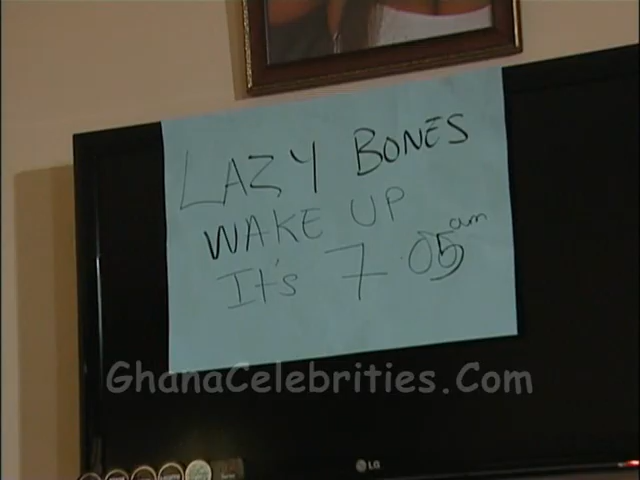 LAZY BONES
WAKE UP
It's 7.05am
GhanaCelebrities.Com
LG